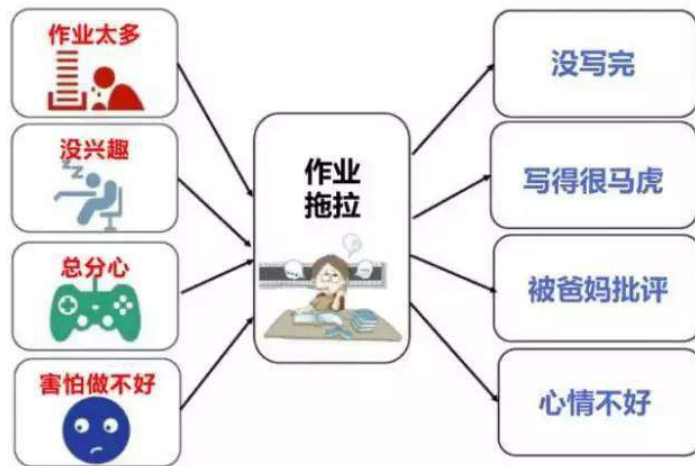 作业太多
没兴趣
总分心
害怕做不好
作业
拖拉
没写完
写得很马虎
被爸妈批评
心情不好